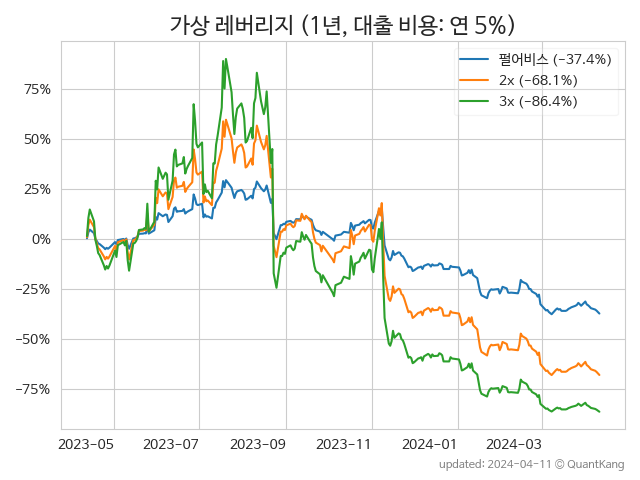 가상 레버리지 (1년, 대출 비용: 연 5%)
펄어비스 (−37.4%)
2x (−68.1%)
3x (−86.4%)
75%
50%
25%
0%
−25%
−50%
−75%
2023-05 2023-07 2023-09 2023-11 2024-01 2024-03
updated: 2024-04-11 © QuantKang